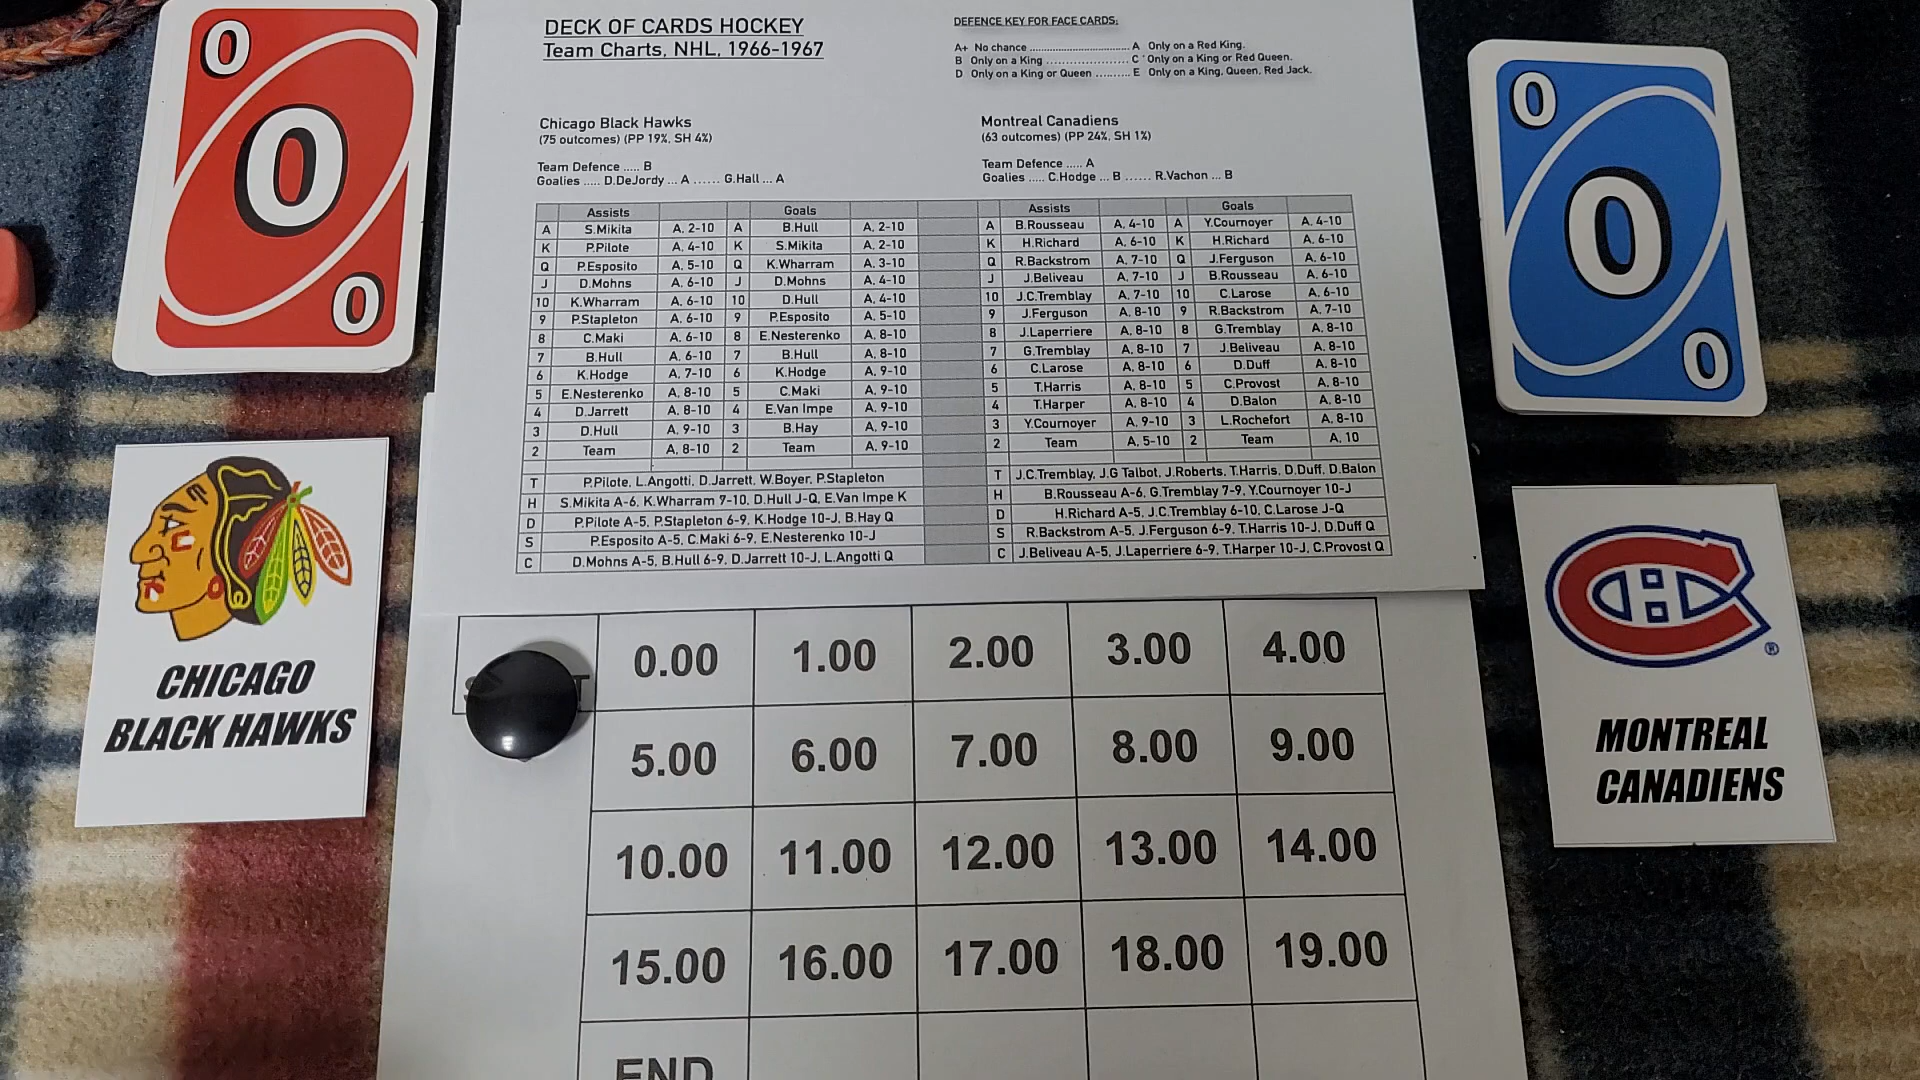 DECK OF CARDS HOCKEY
Team Charts, NHL, 1966-1967
DEFENCE KEY FOR FACE CARDS:
A+ No chance ........................ A Only on a Red King.
B Only on a King ..................... C Only on a King or Red Queen.
D Only on a King or Queen .......... E Only on a King, Queen, Red Jack.
Chicago Black Hawks
(75 outcomes) (PP 19%, SH 4%)
Team Defence ..... B
Goalies ..... D.DeJordy ... A ...... G.Hall ... A
Montreal Canadiens
(63 outcomes) (PP 24%, SH 1%)
Team Defence ..... A
Goalies ..... C.Hodge ... B ...... R.Vachon ... B
Assists Goals
A S.Mikita A, 2-10 A B.Hull A, 2-10
K P.Pilote A, 4-10 K S.Mikita A, 2-10
Q P.Esposito A, 5-10 Q K.Wharram A, 3-10
J D.Mohns A, 6-10 J D.Mohns A, 4-10
10 K.Wharram A, 6-10 10 D.Hull A, 4-10
9 P.Stapleton A, 6-10 9 P.Esposito A, 5-10
8 C.Maki A, 6-10 8 E.Nesterenko A, 8-10
7 B.Hull A, 6-10 7 B.Hull A, 8-10
6 K.Hodge A, 7-10 6 K.Hodge A, 9-10
5 E.Nesterenko A, 8-10 5 C.Maki A, 9-10
4 D.Jarrett A, 8-10 4 E.Van Impe A, 9-10
3 D.Hull A, 9-10 3 B.Hay A, 9-10
2 Team A, 8-10 2 Team A, 9-10
T P.Pilote, L.Angotti, D.Jarrett, W.Boyer, P.Stapleton
H S.Mikita A-6, K.Wharram 7-10, D.Hull J-Q, E.Van Impe K
D P.Pilote A-5, P.Stapleton 6-9, K.Hodge 10-J, B.Hay Q
S P.Esposito A-5, C.Maki 6-9, E.Nesterenko 10-J
C D.Mohns A-5, B.Hull 6-9, D.Jarrett 10-J, L.Angotti Q
Assists Goals
A B.Rousseau A, 4-10 A Y.Cournoyer A, 4-10
K H.Richard A, 6-10 K H.Richard A, 6-10
Q R.Backstrom A, 7-10 Q J.Ferguson A, 6-10
J J.Beliveau A, 7-10 J B.Rousseau A, 6-10
10 J.C.Tremblay A, 7-10 10 C.Larose A, 6-10
9 J.Ferguson A, 8-10 9 R.Backstrom A, 7-10
8 J.Laperriere A, 8-10 8 G.Tremblay A, 8-10
7 G.Tremblay A, 8-10 7 J.Beliveau A, 8-10
6 C.Larose A, 8-10 6 D.Duff A, 8-10
5 T.Harris A, 8-10 5 C.Provost A, 8-10
4 T.Harper A, 8-10 4 D.Balon A, 8-10
3 Y.Cournoyer A, 9-10 3 L.Rochefort A, 8-10
2 Team A, 5-10 2 Team A, 10
T J.C.Tremblay, J.G Talbot, J.Roberts, T.Harris, D.Duff, D.Balon
H B.Rousseau A-6, G.Tremblay 7-9, Y.Cournoyer 10-J
D H.Richard A-5, J.C.Tremblay 6-10, C.Larose J-Q
S R.Backstrom A-5, J.Ferguson 6-9, T.Harris 10-J, D.Duff Q
C J.Beliveau A-5, J.Laperriere 6-9, T.Harper 10-J, C.Provost Q
0
0
0
0
0
0
CHICAGO
BLACK HAWKS
MONTREAL
CANADIENS
®
0.00 1.00 2.00 3.00 4.00
5.00 6.00 7.00 8.00 9.00
10.00 11.00 12.00 13.00 14.00
15.00 16.00 17.00 18.00 19.00
END